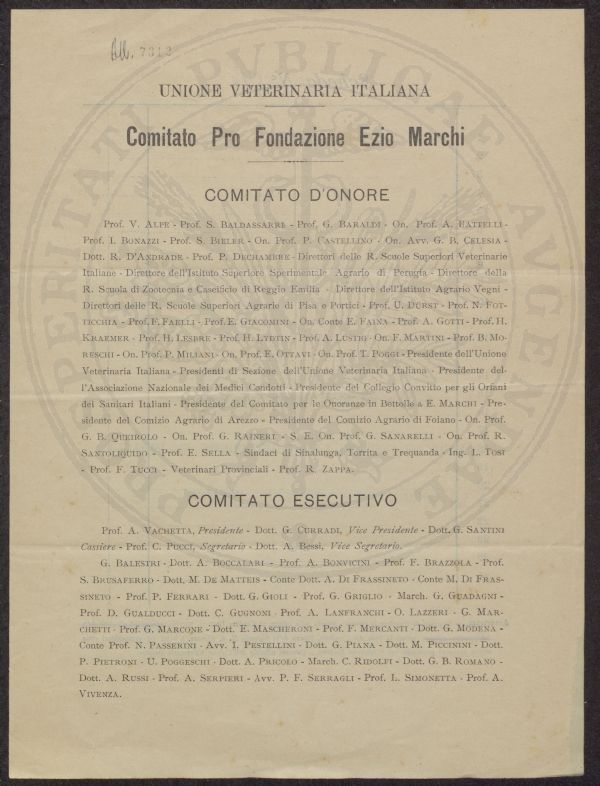 All. 7313
UNIONE VETERINARIA ITALIANA
Comitato Pro Fondazione Ezio Marchi
COMITATO D'ONORE
Prof. V. ALPE - Prof. S. BALDASSARRE - Prof. G. BARALDI - On. Prof. A. BATTELLI -
Prof. I. BONAZZI - Prof. S. BIELER - On. Prof. P. CASTELLINO - On. Avv. G. B. CELESIA -
Dott. R. D'ANDRADE - Prof. P. DECHAMBRE - Direttori delle R. Scuole Superiori Veterinarie
Italiane - Direttore dell'Istituto Superiore Sperimentale Agrario di Perugia - Direttore della
R. Scuola di Zootecnia e Caseificio di Reggio Emilia - Direttore dell'Istituto Agrario Vegni -
Direttori delle R. Scuole Superiori Agrarie di Pisa e Portici - Prof. U. DÜRST - Prof. N. FOT-
TICCHIA - Prof. F. FAELLI - Prof. E. GIACOMINI - On. Conte E. FAINA - Prof. A. GOTTI - Prof. H.
KRAEMER - Prof. H. LESBRE - Prof. H. LYDTIN - Prof. A. LUSTIG - On. F. MARTINI - Prof. B. MO-
RESCHI - On. Prof. P. MILIANI - On. Prof. E. OTTAVI - On. Prof. T. POGGI - Presidente dell'Unione
Veterinaria Italiana - Presidenti di Sezione dell'Unione Veterinaria Italiana - Presidente del-
l'Associazione Nazionale dei Medici Condotti - Presidente del Collegio Convitto per gli Orfani
dei Sanitari Italiani - Presidente del Comitato per le Onoranze in Bettolle a E. MARCHI - Pre-
sidente del Comizio Agrario di Arezzo - Presidente del Comizio Agrario di Foiano - On. Prof.
G. B. QUEIROLO - On. Prof. G. RAINERI - S. E. On. Prof. G. SANARELLI - On. Prof. R.
SANTOLIQUIDO - Prof. E. SELLA - Sindaci di Sinalunga, Torrita e Trequanda - Ing. L. TOSI
- Prof. F. TUCCI - Veterinari Provinciali - Prof. R. ZAPPA.
COMITATO ESECUTIVO
Prof. A. VACHETTA, Presidente - Dott. G. CURRADI, Vice Presidente - Dott. G. SANTINI
Cassiere - Prof. C. PUCCI, Segretario - Dott. A. Bessi, Vice Segretario.
G. BALESTRI - Dott. A. BOCCALARI - Prof. A. BONVICINI - Prof. F. BRAZZOLA - Prof.
S. BRUSAFERRO - Dott. M. DE MATTEIS - Conte Dott. A. DI FRASSINETO - Conte M. DI FRAS-
SINETO - Prof. P. FERRARI - Dott. G. GIOLI - Prof. G. GRIGLIO - March. G. GUADAGNI -
Prof. D. GUALDUCCI - Dott. C. GUGNONI - Prof. A. LANFRANCHI - O. LAZZERI - G. MAR-
CHETTI - Prof. G. MARCONE - Dott. E. MASCHERONI - Prof. F. MERCANTI - Dott. G. MODENA -
Conte Prof. N. PASSERINI - Avv. I. PESTELLINI - Dott. G. PIANA - Dott. M. PICCININI - Dott.
P. PIETRONI - U. POGGESCHI - Dott. A. PRICOLO - March. C. RIDOLFI - Dott. G. B. ROMANO -
Dott. A. RUSSI - Prof. A. SERPIERI - Avv. P. F. SERRAGLI - Prof. L. SIMONETTA - Prof. A.
VIVENZA.